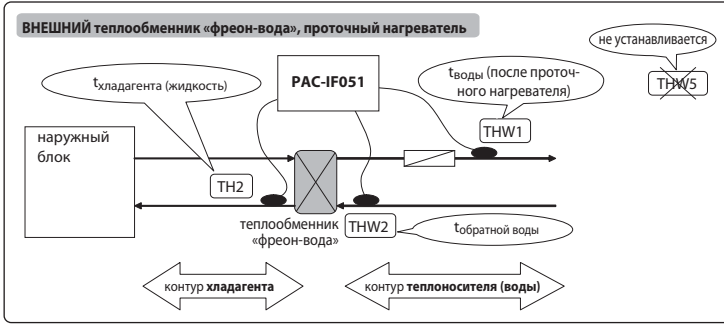 ВНЕШНИЙ теплообменник «фреон-вода», проточный нагреватель
не устанавливается
THW5
tхладагента (жидкость)
PAC-IF051
tводы (после проточ-
ного нагревателя)
THW1
наружный
блок
TH2
теплообменник
«фреон-вода»
THW2
tобратной воды
контур хладагента
контур теплоносителя (воды)